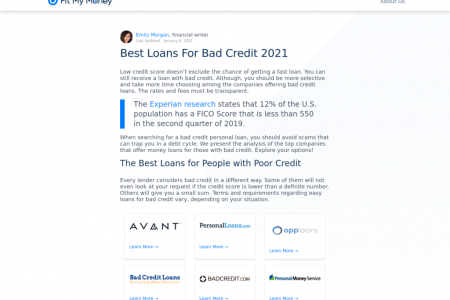 Fit My Money
About Us
Emily Morgan, financial writer
Last Updated January 6, 2021
Best Loans For Bad Credit 2021
Low credit score doesn't exclude the chance of getting a fast loan. You can
still receive a loan with bad credit. Although, you should be more selective
and take more time choosing among the companies offering bad credit
loans. The rates and fees must be transparent.
The Experian research states that 12% of the U.S.
population has a FICO Score that is less than 550
in the second quarter of 2019.
When searching for a bad credit personal loan, you should avoid scams that
can trap you in a debt cycle. We present the analysis of the top companies
that offer money loans for those with bad credit. Explore your options!
The Best Loans for People with Poor Credit
Every lender considers bad credit in a different way. Some of them will not
even look at your request if the credit score is lower than a definite number.
Others will give you a small sum. Terms and requirements regarding easy
loans for bad credit vary, depending on your situation.
AVANT
PersonalLoans.com
opploans
Learn More →
Learn More →
Learn More →
Bad Credit Loans
BADCREDIT.COM
Personal Money Service
Learn More →
Learn More →
Learn More →